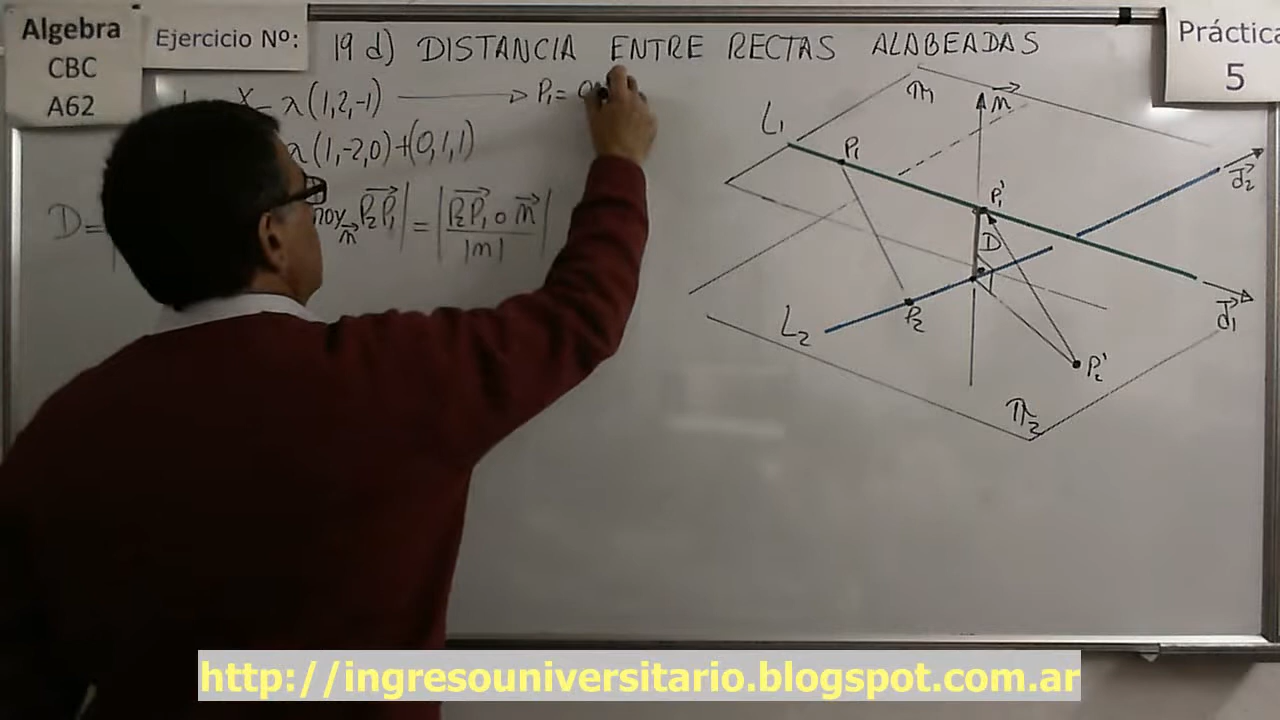 Algebra
CBC
A62
Ejercicio Nº:
19 d) DISTANCIA ENTRE RECTAS ALABEADAS
Práctica
5
X = λ(1,2,-1) → P₁ =
λ(1,-2,0)+(0,1,1)
D =
P₂P₁| = |P₂P₁ ∘ n / |n||
L₁
P₁
π₁
n
P₁'
d₂
D
L₂
P₂
d₁
P₂'
π₂
http://ingresouniversitario.blogspot.com.ar